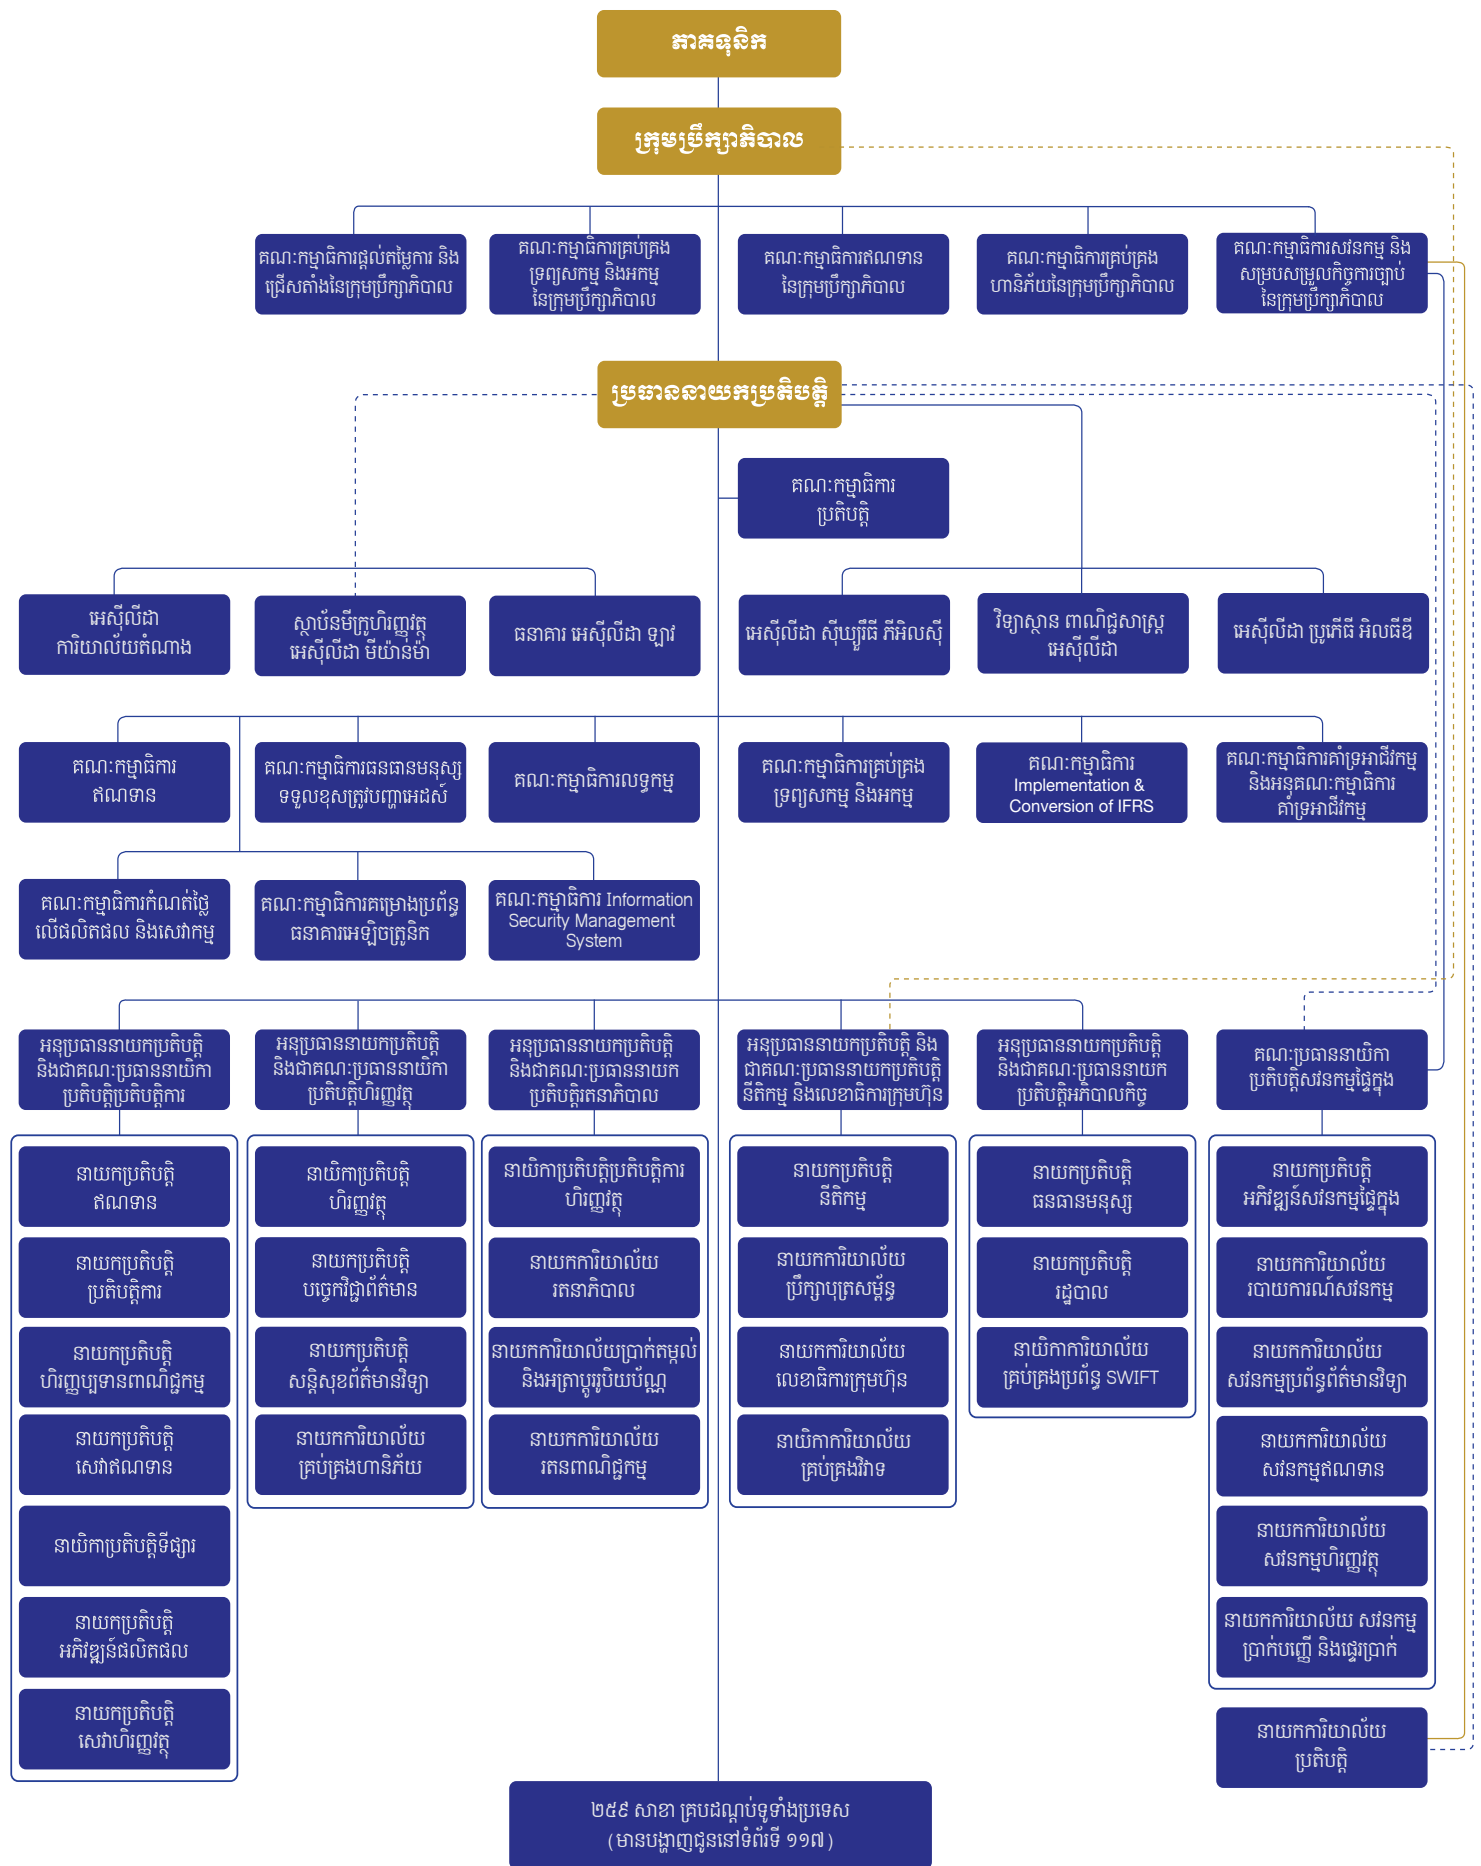 ភាគទុនិក
ក្រុមប្រឹក្សាភិបាល
គណៈកម្មាធិការផ្តល់តម្លៃការ និង
ជ្រើសតាំងនៃក្រុមប្រឹក្សាភិបាល
គណៈកម្មាធិការគ្រប់គ្រង
ទ្រព្យសកម្ម និងអកម្ម
នៃក្រុមប្រឹក្សាភិបាល
គណៈកម្មាធិការឥណទាន
នៃក្រុមប្រឹក្សាភិបាល
គណៈកម្មាធិការគ្រប់គ្រង
ហានិភ័យនៃក្រុមប្រឹក្សាភិបាល
គណៈកម្មាធិការសវនកម្ម និង
សម្របសម្រួលកិច្ចការច្បាប់
នៃក្រុមប្រឹក្សាភិបាល
ប្រធាននាយកប្រតិបត្តិ
គណៈកម្មាធិការ
ប្រតិបត្តិ
អេស៊ីលីដា
ការិយាល័យតំណាង
ស្ថាប័នមីក្រូហិរញ្ញវត្ថុ
អេស៊ីលីដា មីយ៉ាន់ម៉ា
ធនាគារ អេស៊ីលីដា ឡាវ
អេស៊ីលីដា ស៊ីឃ្យួរឹធី ភីអិលស៊ី
វិទ្យាស្ថាន ពាណិជ្ជសាស្ត្រ
អេស៊ីលីដា
អេស៊ីលីដា ប្រូភើធី អិលធីឌី
គណៈកម្មាធិការ
ឥណទាន
គណៈកម្មាធិការធនធានមនុស្ស
ទទួលខុសត្រូវបញ្ហាអេដស៍
គណៈកម្មាធិការលទ្ធកម្ម
គណៈកម្មាធិការគ្រប់គ្រង
ទ្រព្យសកម្ម និងអកម្ម
គណៈកម្មាធិការ
Implementation &
Conversion of IFRS
គណៈកម្មាធិការគាំទ្រអាជីវកម្ម
និងអនុគណៈកម្មាធិការ
គាំទ្រអាជីវកម្ម
គណៈកម្មាធិការកំណត់ថ្លៃ
លើផលិតផល និងសេវាកម្ម
គណៈកម្មាធិការគម្រោងប្រព័ន្ធ
ធនាគារអេឡិចត្រូនិក
គណៈកម្មាធិការ Information
Security Management
System
អនុប្រធាននាយកប្រតិបត្តិ
និងជាគណៈប្រធាននាយិកា
ប្រតិបត្តិប្រតិបត្តិការ
អនុប្រធាននាយកប្រតិបត្តិ
និងជាគណៈប្រធាននាយិកា
ប្រតិបត្តិហិរញ្ញវត្ថុ
អនុប្រធាននាយកប្រតិបត្តិ
និងជាគណៈប្រធាននាយក
ប្រតិបត្តិរតនាភិបាល
អនុប្រធាននាយកប្រតិបត្តិ និង
ជាគណៈប្រធាននាយកប្រតិបត្តិ
នីតិកម្ម និងលេខាធិការក្រុមហ៊ុន
អនុប្រធាននាយកប្រតិបត្តិ
និងជាគណៈប្រធាននាយក
ប្រតិបត្តិអភិបាលកិច្ច
គណៈប្រធាននាយិកា
ប្រតិបត្តិសវនកម្មផ្ទៃក្នុង
នាយកប្រតិបត្តិ
ឥណទាន
នាយកប្រតិបត្តិ
ប្រតិបត្តិការ
នាយកប្រតិបត្តិ
ហិរញ្ញប្បទានពាណិជ្ជកម្ម
នាយកប្រតិបត្តិ
សេវាឥណទាន
នាយិកាប្រតិបត្តិទីផ្សារ
នាយកប្រតិបត្តិ
អភិវឌ្ឍន៍ផលិតផល
នាយកប្រតិបត្តិ
សេវាហិរញ្ញវត្ថុ
នាយិកាប្រតិបត្តិ
ហិរញ្ញវត្ថុ
នាយកប្រតិបត្តិ
បច្ចេកវិជ្ជាព័ត៌មាន
នាយកប្រតិបត្តិ
សន្តិសុខព័ត៌មានវិទ្យា
នាយកការិយាល័យ
គ្រប់គ្រងហានិភ័យ
នាយិកាប្រតិបត្តិប្រតិបត្តិការ
ហិរញ្ញវត្ថុ
នាយកការិយាល័យ
រតនាភិបាល
នាយកការិយាល័យប្រាក់តម្កល់
និងអត្រាប្តូររូបិយប័ណ្ណ
នាយកការិយាល័យ
រតនពាណិជ្ជកម្ម
នាយកប្រតិបត្តិ
នីតិកម្ម
នាយកការិយាល័យ
ប្រឹក្សាបុត្រសម្ព័ន្ធ
នាយកការិយាល័យ
លេខាធិការក្រុមហ៊ុន
នាយិកាការិយាល័យ
គ្រប់គ្រងវិវាទ
នាយកប្រតិបត្តិ
ធនធានមនុស្ស
នាយកប្រតិបត្តិ
រដ្ឋបាល
នាយិកាការិយាល័យ
គ្រប់គ្រងប្រព័ន្ធ SWIFT
នាយកប្រតិបត្តិ
អភិវឌ្ឍន៍សវនកម្មផ្ទៃក្នុង
នាយកការិយាល័យ
របាយការណ៍សវនកម្ម
នាយកការិយាល័យ
សវនកម្មប្រព័ន្ធព័ត៌មានវិទ្យា
នាយកការិយាល័យ
សវនកម្មឥណទាន
នាយកការិយាល័យ
សវនកម្មហិរញ្ញវត្ថុ
នាយកការិយាល័យ សវនកម្ម
ប្រាក់បញ្ញើ និងផ្ទេរប្រាក់
នាយកការិយាល័យ
ប្រតិបត្តិ
២៥៩ សាខា គ្របដណ្តប់ទូទាំងប្រទេស
(មានបង្ហាញជូននៅទំព័រទី ១១៧)